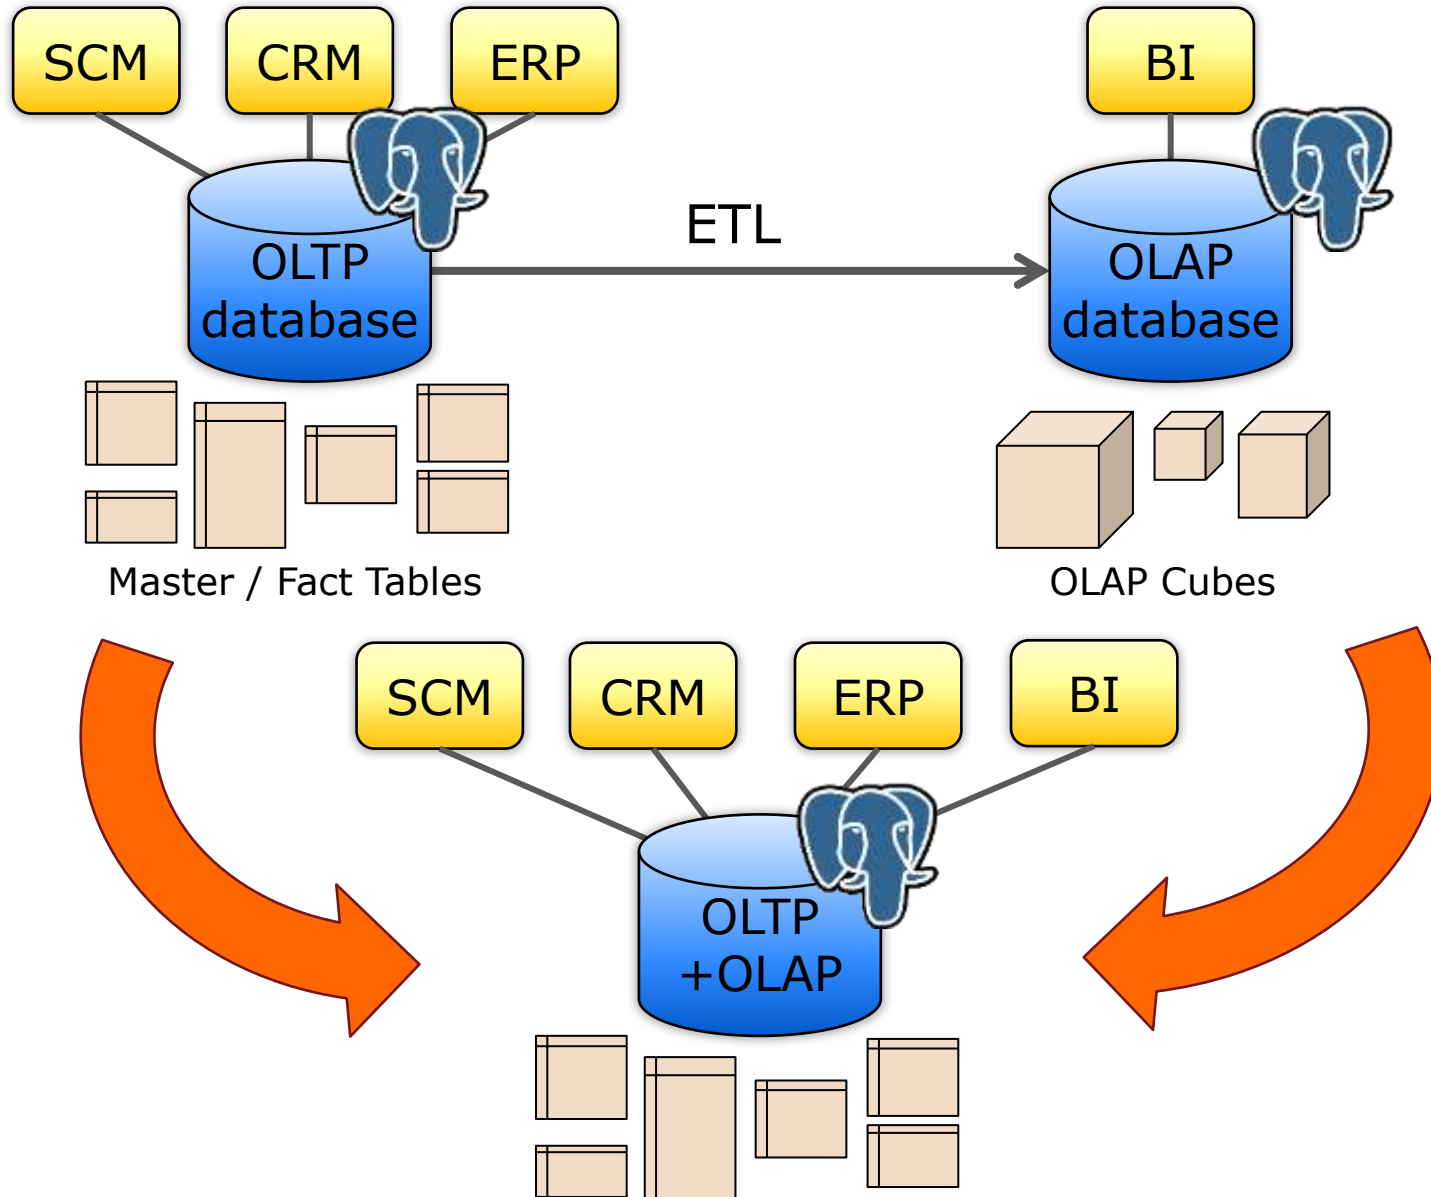 SCM
CRM
ERP
BI
ETL
OLTP
database
OLAP
database
Master / Fact Tables
OLAP Cubes
SCM
CRM
ERP
BI
OLTP
+OLAP